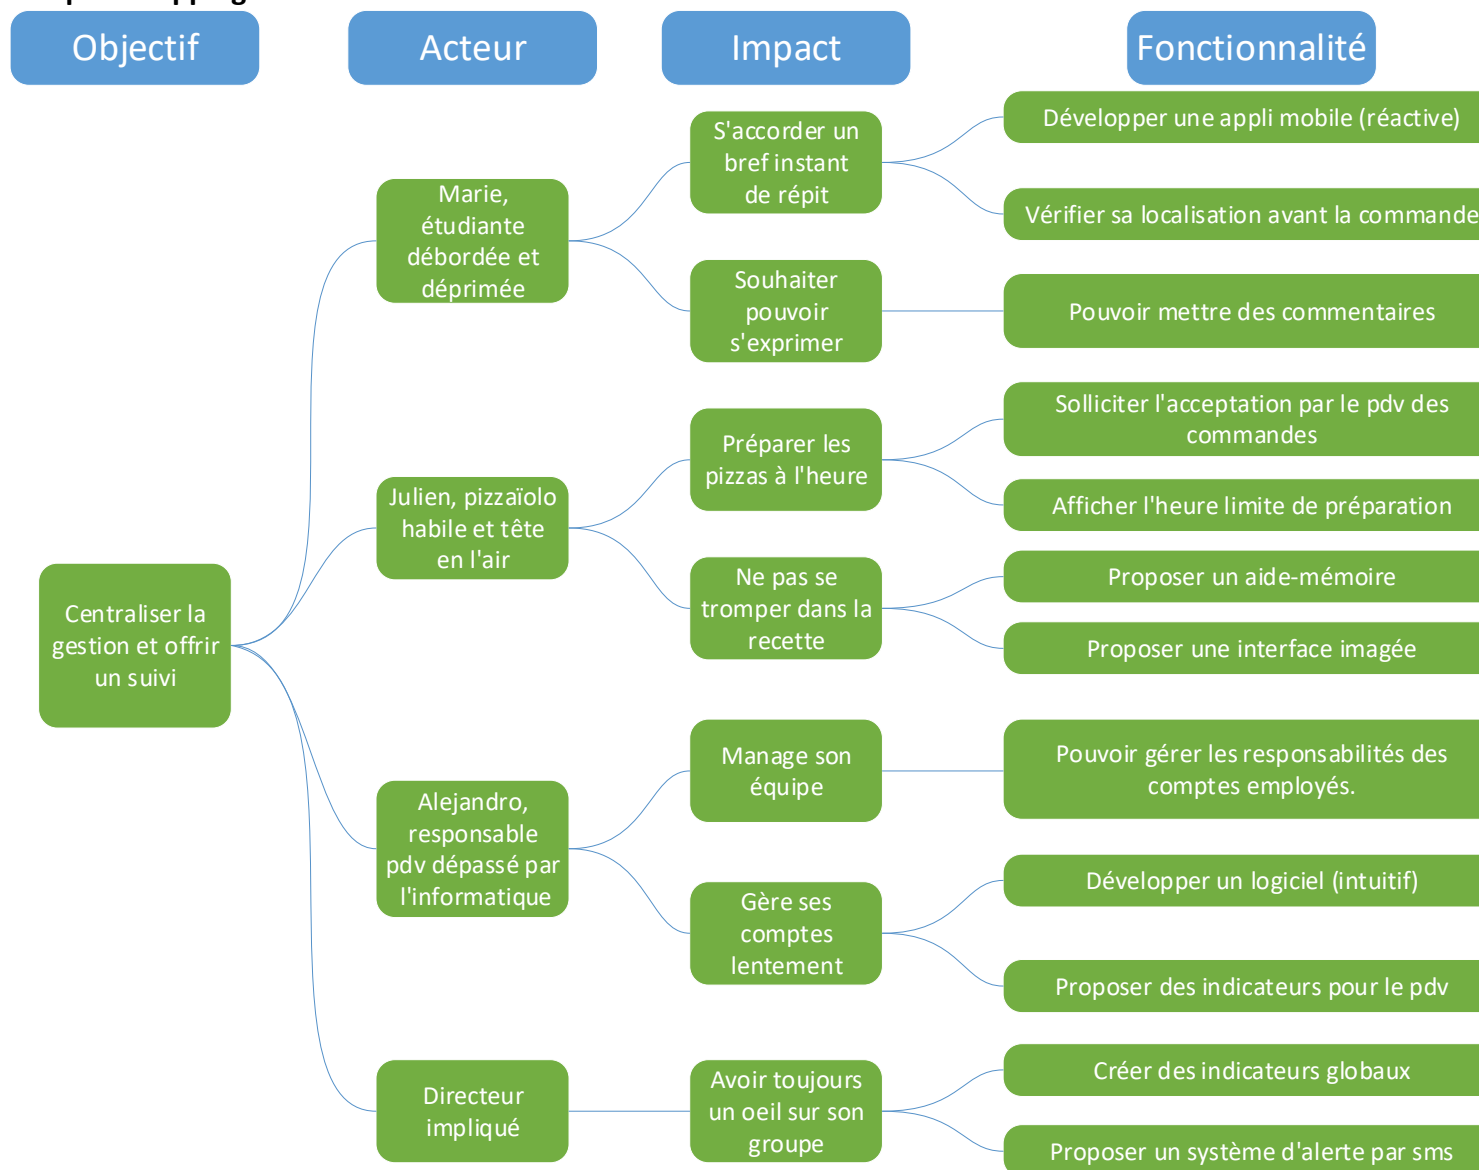 Objectif
Acteur
Impact
Fonctionnalité
Centraliser la
gestion et offrir
un suivi
Marie,
étudiante
débordée et
déprimée
S'accorder un
bref instant
de répit
Développer une appli mobile (réactive)
Vérifier sa localisation avant la commande
Souhaiter
pouvoir
s'exprimer
Pouvoir mettre des commentaires
Julien, pizzaïolo
habile et tête
en l'air
Préparer les
pizzas à l'heure
Solliciter l'acceptation par le pdv des
commandes
Afficher l'heure limite de préparation
Ne pas se
tromper dans la
recette
Proposer un aide-mémoire
Proposer une interface imagée
Alejandro,
responsable
pdv dépassé par
l'informatique
Manage son
équipe
Pouvoir gérer les responsabilités des
comptes employés.
Gère ses
comptes
lentement
Développer un logiciel (intuitif)
Proposer des indicateurs pour le pdv
Directeur
impliqué
Avoir toujours
un oeil sur son
groupe
Créer des indicateurs globaux
Proposer un système d'alerte par sms